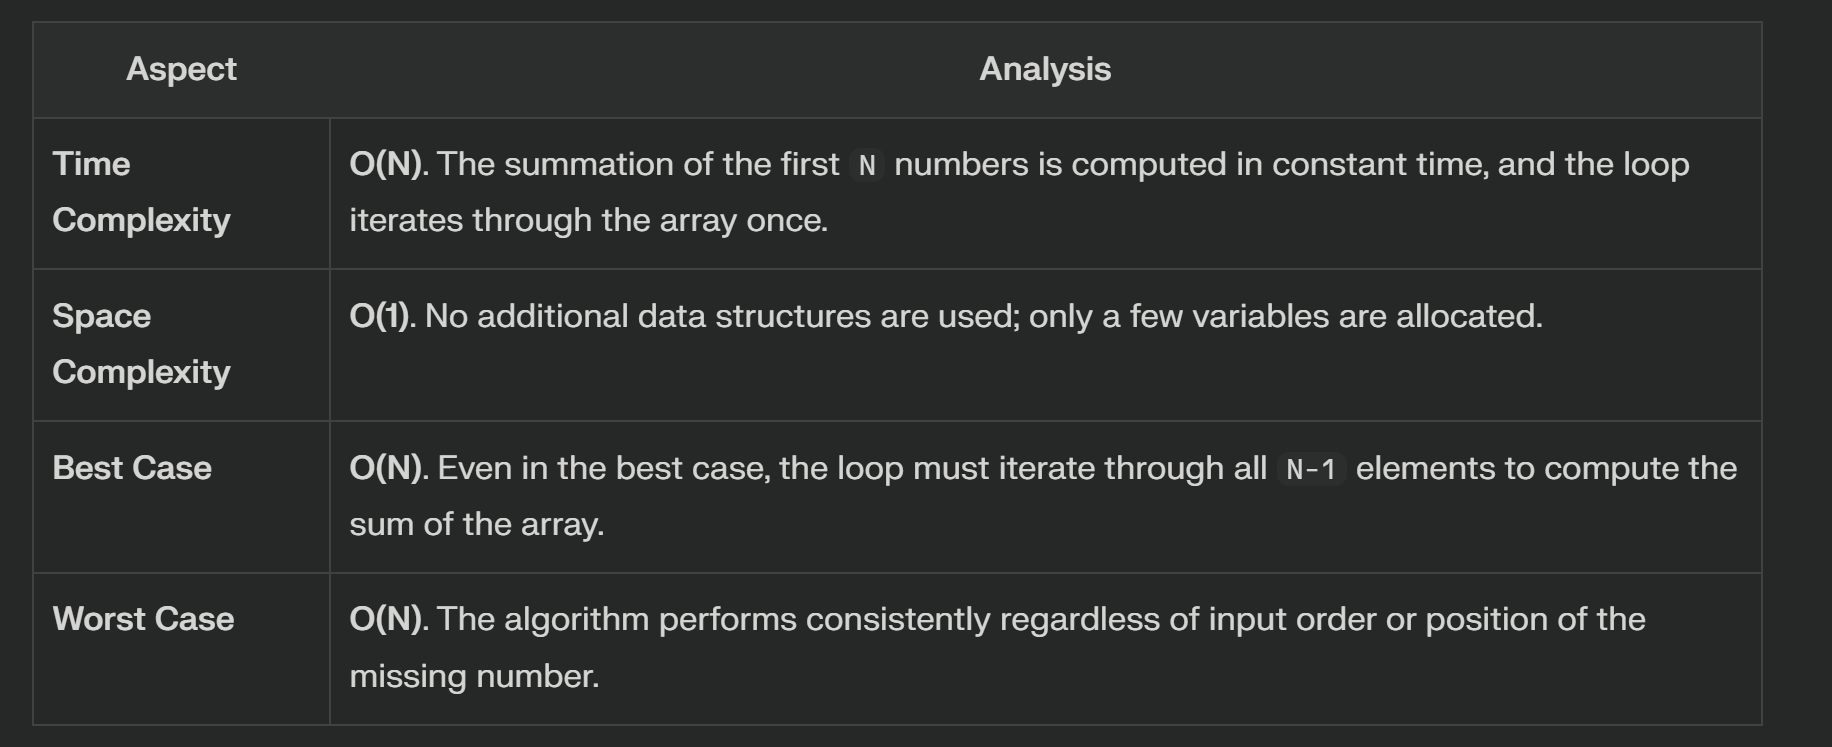 Aspect
Analysis
Time
Complexity
O(N). The summation of the first N numbers is computed in constant time, and the loop
iterates through the array once.
Space
Complexity
O(1). No additional data structures are used; only a few variables are allocated.
Best Case
O(N). Even in the best case, the loop must iterate through all N-1 elements to compute the
sum of the array.
Worst Case
O(N). The algorithm performs consistently regardless of input order or position of the
missing number.